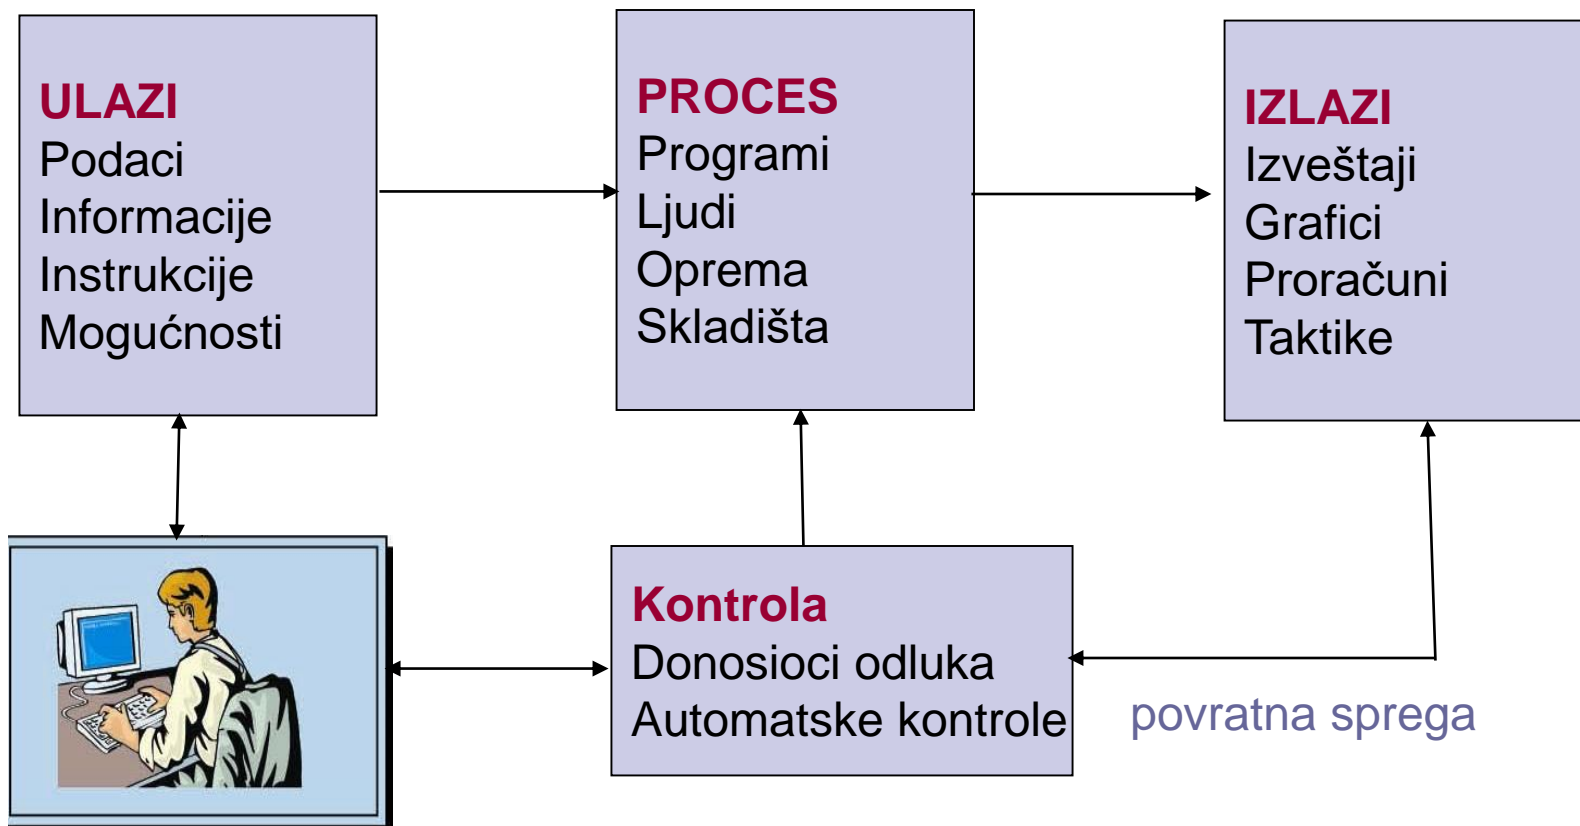 ULAZI
Podaci
Informacije
Instrukcije
Mogućnosti
PROCES
Programi
Ljudi
Oprema
Skladišta
IZLAZI
Izveštaji
Grafici
Proračuni
Taktike
Kontrola
Donosioci odluka
Automatske kontrole
povratna sprega